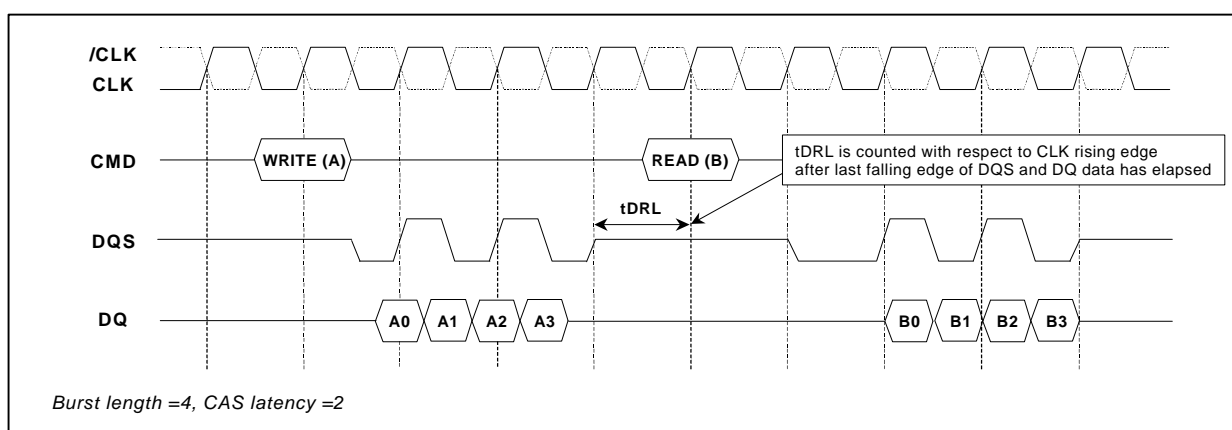 /CLK
CLK
CMD
WRITE (A)
READ (B)
tDRL is counted with respect to CLK rising edge
after last falling edge of DQS and DQ data has elapsed
tDRL
DQS
DQ
A0 A1 A2 A3
B0 B1 B2 B3
Burst length =4, CAS latency =2